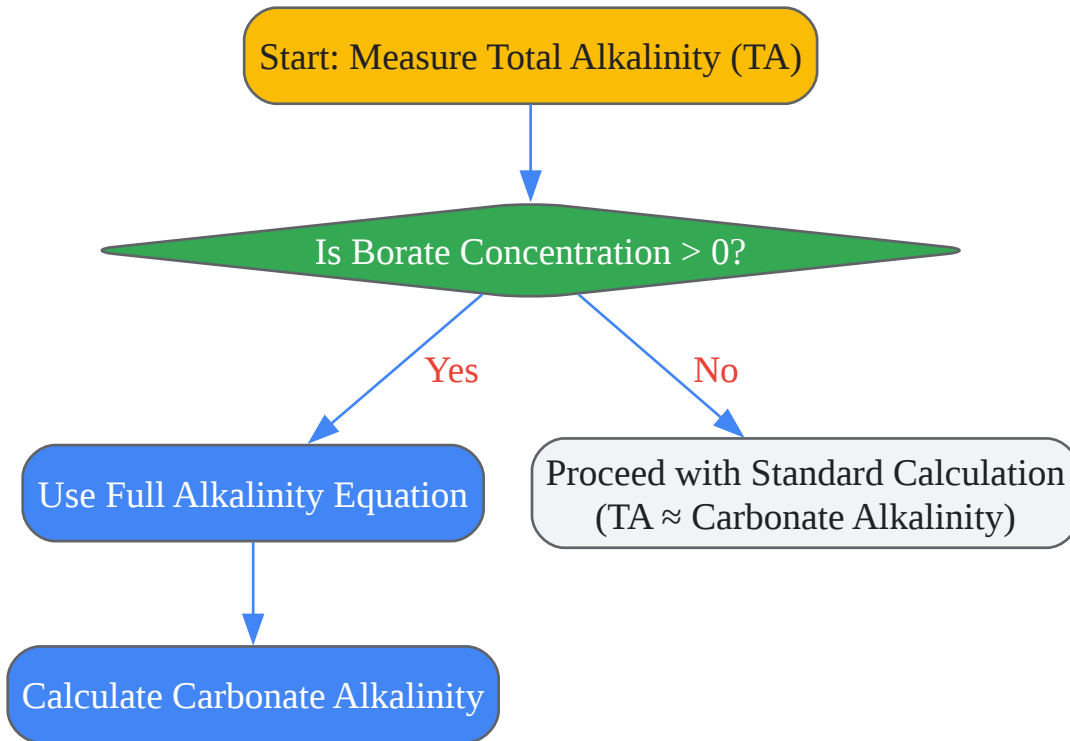 Start: Measure Total Alkalinity (TA)
Is Borate Concentration > 0?
Yes
No
Use Full Alkalinity Equation
Proceed with Standard Calculation
(TA ≈ Carbonate Alkalinity)
Calculate Carbonate Alkalinity